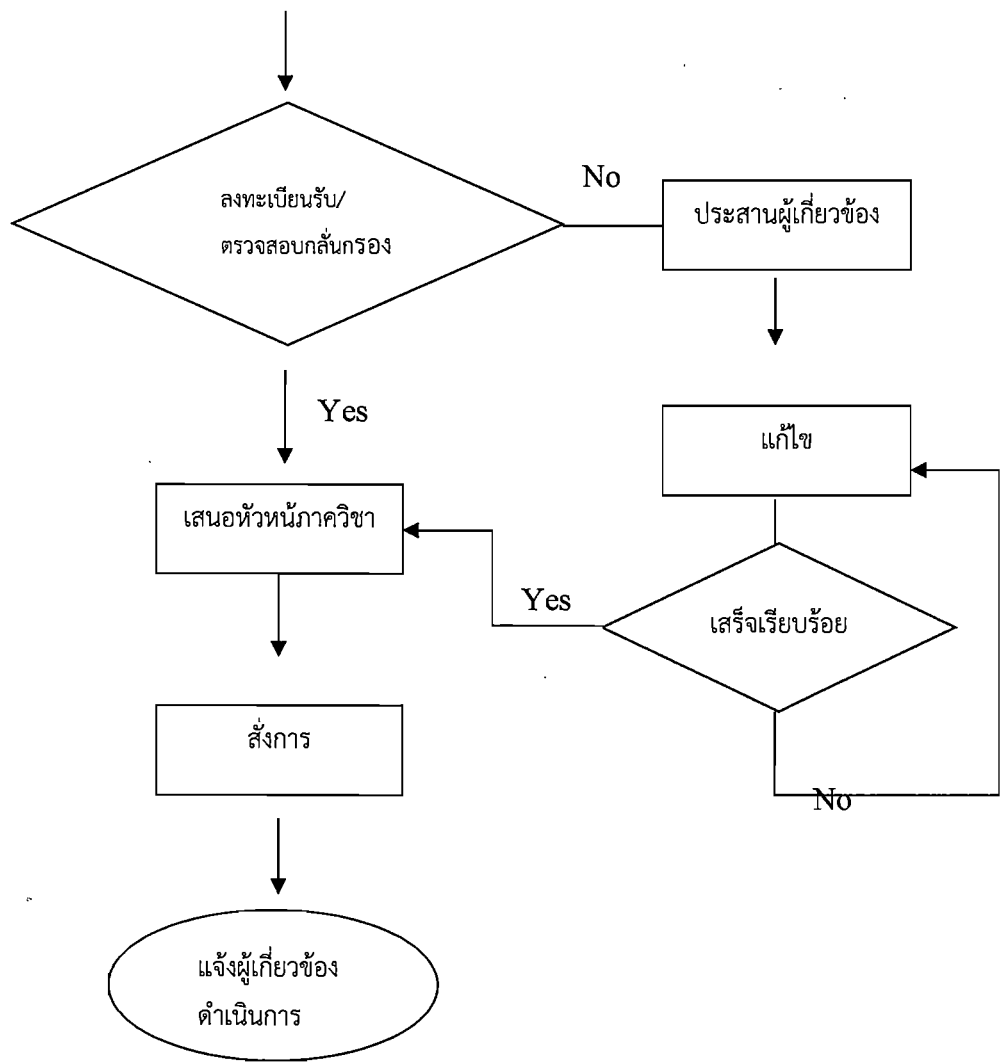 ลงทะเบียนรับ/
ตรวจสอบกลั่นกรอง
No
ประสานผู้เกี่ยวข้อง
Yes
แก้ไข
เสนอหัวหน้ภาควิชา
Yes
เสร็จเรียบร้อย
สั่งการ
No
แจ้งผู้เกี่ยวข้อง
ดำเนินการ